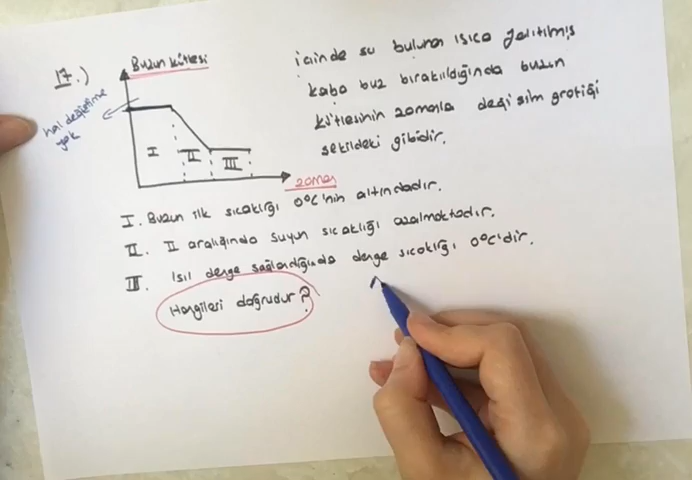 17.)
Buzun kütlesi
hal değiştirme
yok
I
II
III
zaman
içinde su bulunan ısıca yalıtılmış
kaba buz bırakıldığında buzun
kütlesinin zamanla değişim grafiği
şekildeki gibidir.
I. Buzun ilk sıcaklığı 0°C'nin altındadır.
II. II aralığında suyun sıcaklığı azalmaktadır.
III. Isıl denge sağlandığında denge sıcaklığı 0°C'dir.
Hangileri doğrudur?